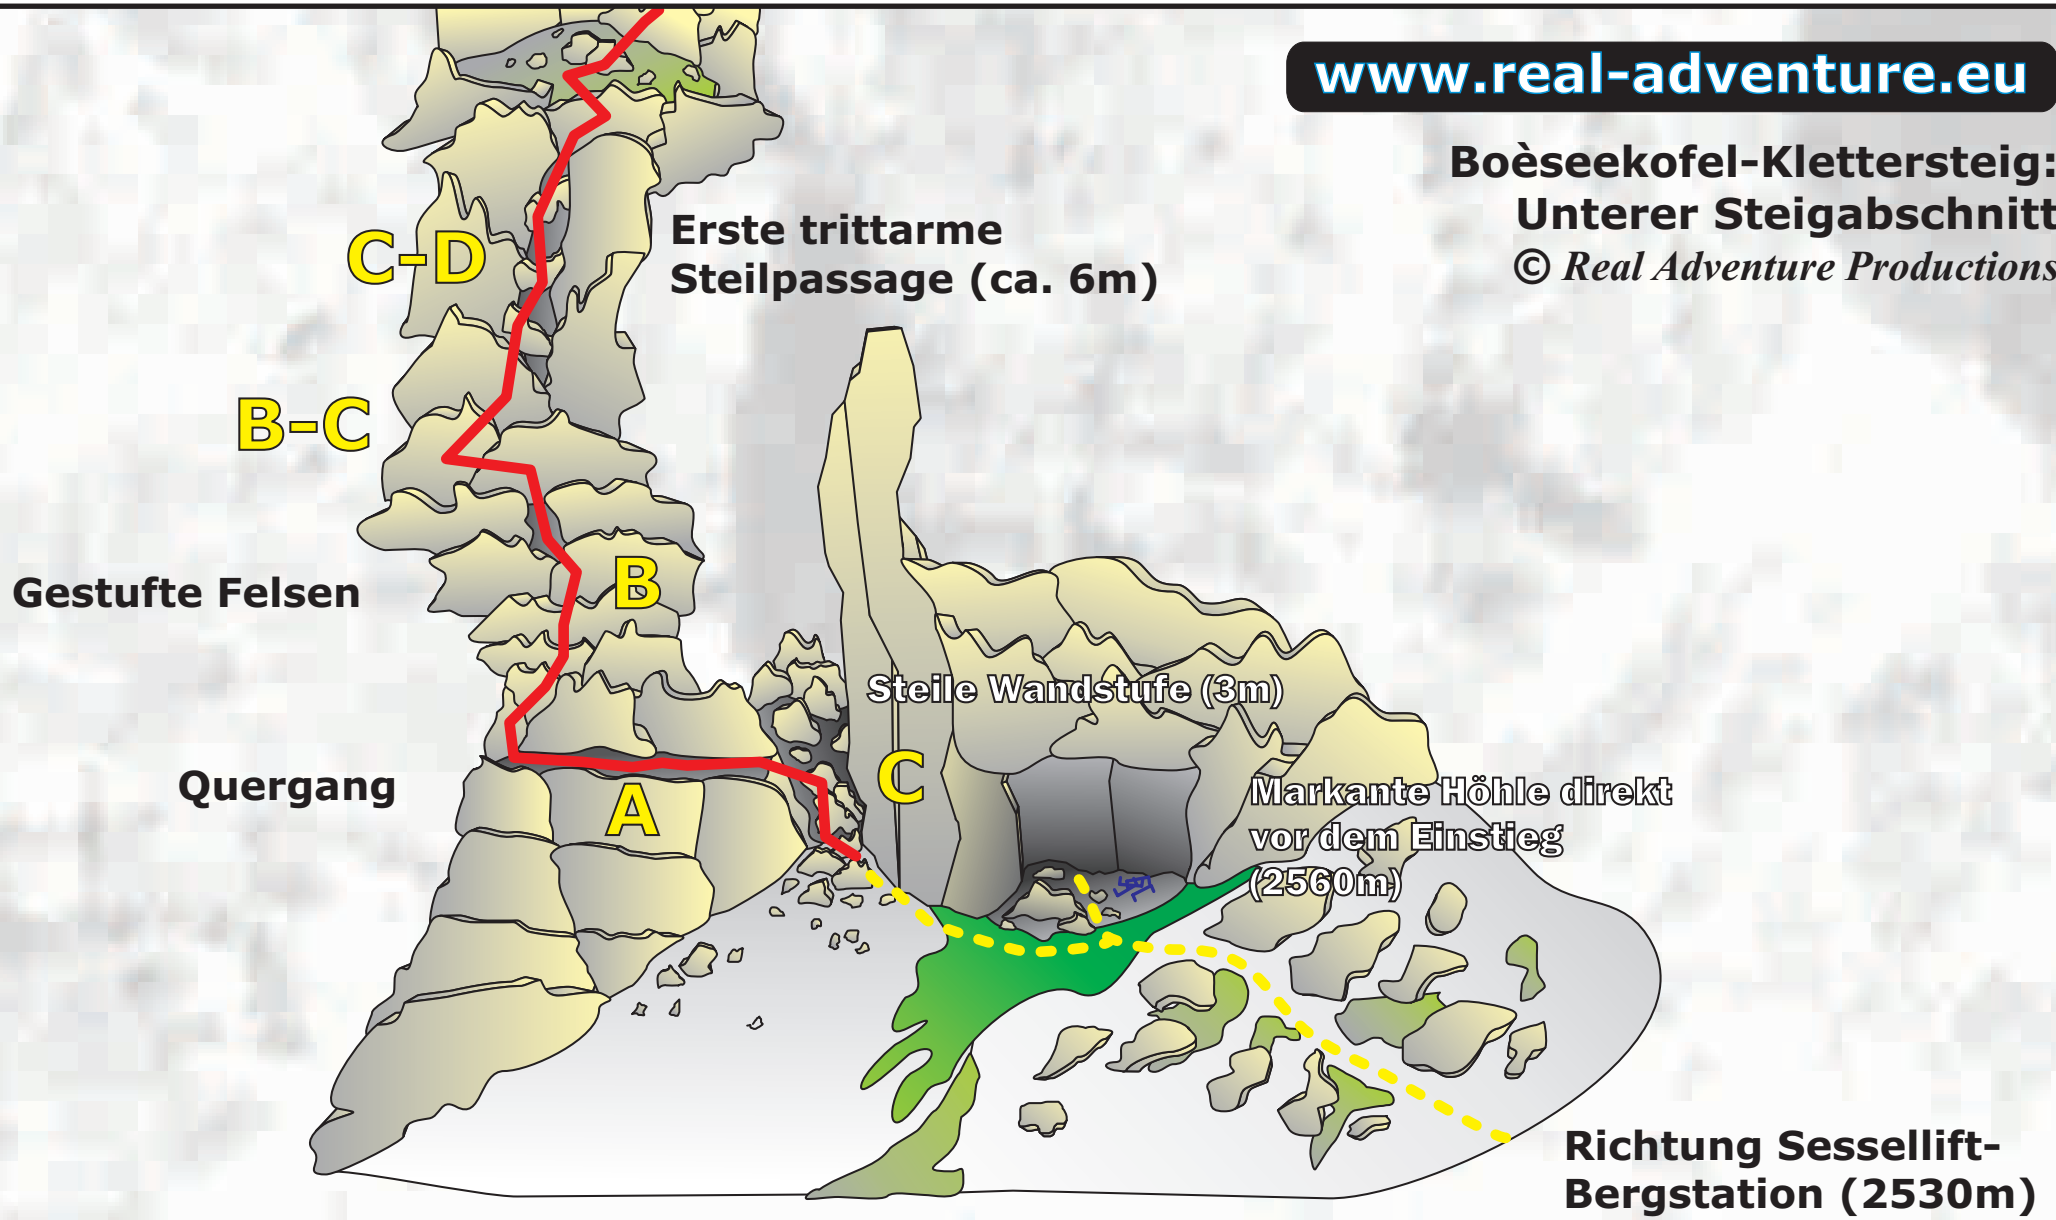 www.real-adventure.eu
Boèseekofel-Klettersteig:
Unterer Steigabschnitt
© Real Adventure Productions
Erste trittarme
Steilpassage (ca. 6m)
C-D
B-C
Gestufte Felsen
B
Steile Wandstufe (3m)
C
Quergang
A
Markante Höhle direkt
vor dem Einstieg
(2560m)
Richtung Sessellift-
Bergstation (2530m)